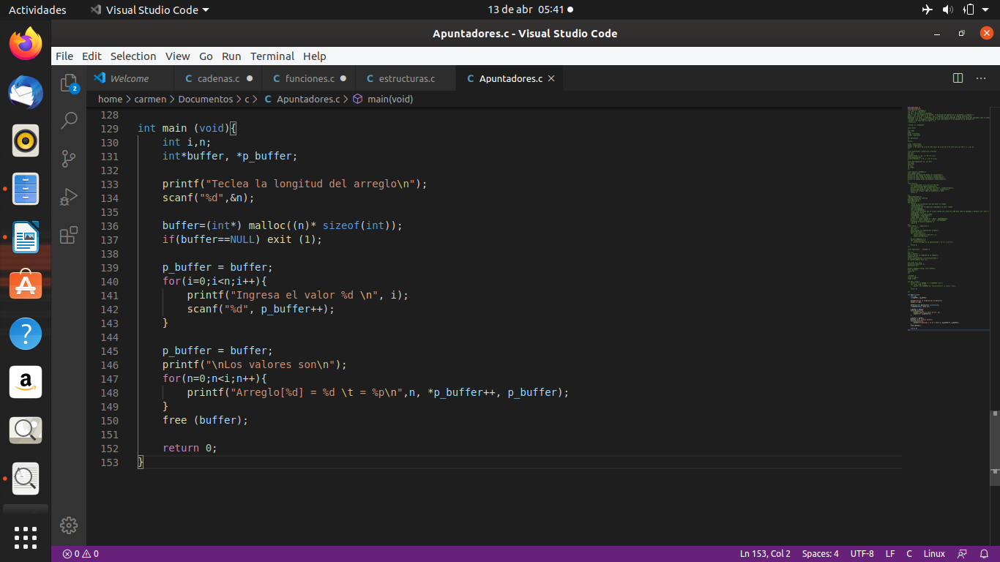 Actividades Visual Studio Code 13 de abr 05:41
Apuntadores.c - Visual Studio Code
File Edit Selection View Go Run Terminal Help
Welcome cadenas.c funciones.c estructuras.c Apuntadores.c
home > carmen > Documentos > c > C Apuntadores.c > main(void)
128
129 int main (void){
130 int i,n;
131 int*buffer, *p_buffer;
132
133 printf("Teclea la longitud del arreglo\n");
134 scanf("%d",&n);
135
136 buffer=(int*) malloc((n)* sizeof(int));
137 if(buffer==NULL) exit (1);
138
139 p_buffer = buffer;
140 for(i=0;i<n;i++){
141 printf("Ingresa el valor %d \n", i);
142 scanf("%d", p_buffer++);
143 }
144
145 p_buffer = buffer;
146 printf("\nLos valores son\n");
147 for(n=0;n<i;n++){
148 printf("Arreglo[%d] = %d \t = %p\n",n, *p_buffer++, p_buffer);
149 }
150 free (buffer);
151
152 return 0;
153 }
2
0 0 Ln 153, Col 2 Spaces: 4 UTF-8 LF C Linux